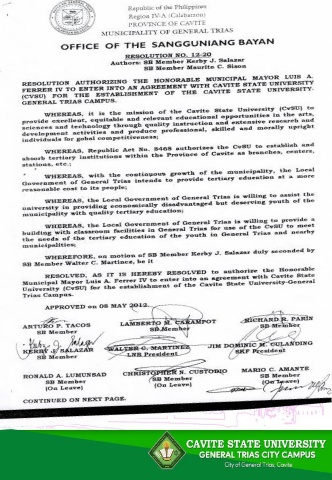 Republic of the Philippines
Region IV-A (Calabarzon)
PROVINCE OF CAVITE
MUNICIPALITY OF GENERAL TRIAS
OFFICE OF THE SANGGUNIANG BAYAN
RESOLUTION NO. 12-20
Authors: SB Member Kerby J. Salazar
SB Member Maurito C. Sison
RESOLUTION AUTHORIZING THE HONORABLE MUNICIPAL MAYOR LUIS A.
FERRER IV TO ENTER INTO AN AGREEMENT WITH CAVITE STATE UNIVERSITY
(CVSU) FOR THE ESTABLISHMENT OF THE CAVITE STATE UNIVERSITY-
GENERAL TRIAS CAMPUS.
WHEREAS, it is the mission of the Cavite State University (CvSU) to
provide excellent, equitable and relevant educational opportunities in the arts,
sciences and technology through quality instruction and extensive research and
development activities and produce professional, skilled and morally upright
individuals for global competitiveness;
WHEREAS, Republic Act No. 8468 authorizes the CvSU to establish and
absorb tertiary institutions within the Province of Cavite as branches, centers,
stations, etc.;
WHEREAS, with the continuous growth of the municipality, the Local
Government of General Trias intends to provide tertiary education at a more
reasonable cost to its people;
WHEREAS, the Local Government of General Trias is willing to assist the
university in providing economically disadvantaged but deserving youth of the
municipality with quality tertiary education;
WHEREAS, the Local Government of General Trias is willing to provide a
building with classroom facilities in General Trias for use of the CvSU to meet
the needs of the tertiary education of the youth in General Trias and nearby
municipalities;
WHEREFORE, on motion of SB Member Kerby J. Salazar duly seconded by
SB Member Walter C. Martinez, be it
RESOLVED, AS IT IS HEREBY RESOLVED to authorize the Honorable
Municipal Mayor Luis A. Ferrer IV to enter into an agreement with Cavite State
University (CvSU) for the establishment of the Cavite State University-General
Trias Campus.
APPROVED on 08 MAY 2012.
ARTURO P. TACOS LAMBERTO M. CARAMPOT RICHARD R. PARIN
SB Member SB Member SB Member
KERBY J. SALAZAR WALTER C. MARTINEZ JIM DOMINIC M. CULANDING
SB Member LNB President SKF President
RONALD A. LUMUNSAD CHRISTOPHER N. CUSTODIO MARIO C. AMANTE
SB Member SB Member SB Member
(On Leave) (On Leave)
CONTINUED ON NEXT PAGE.
CAVITE STATE UNIVERSITY
GENERAL TRIAS CITY CAMPUS
City of General Trias, Cavite